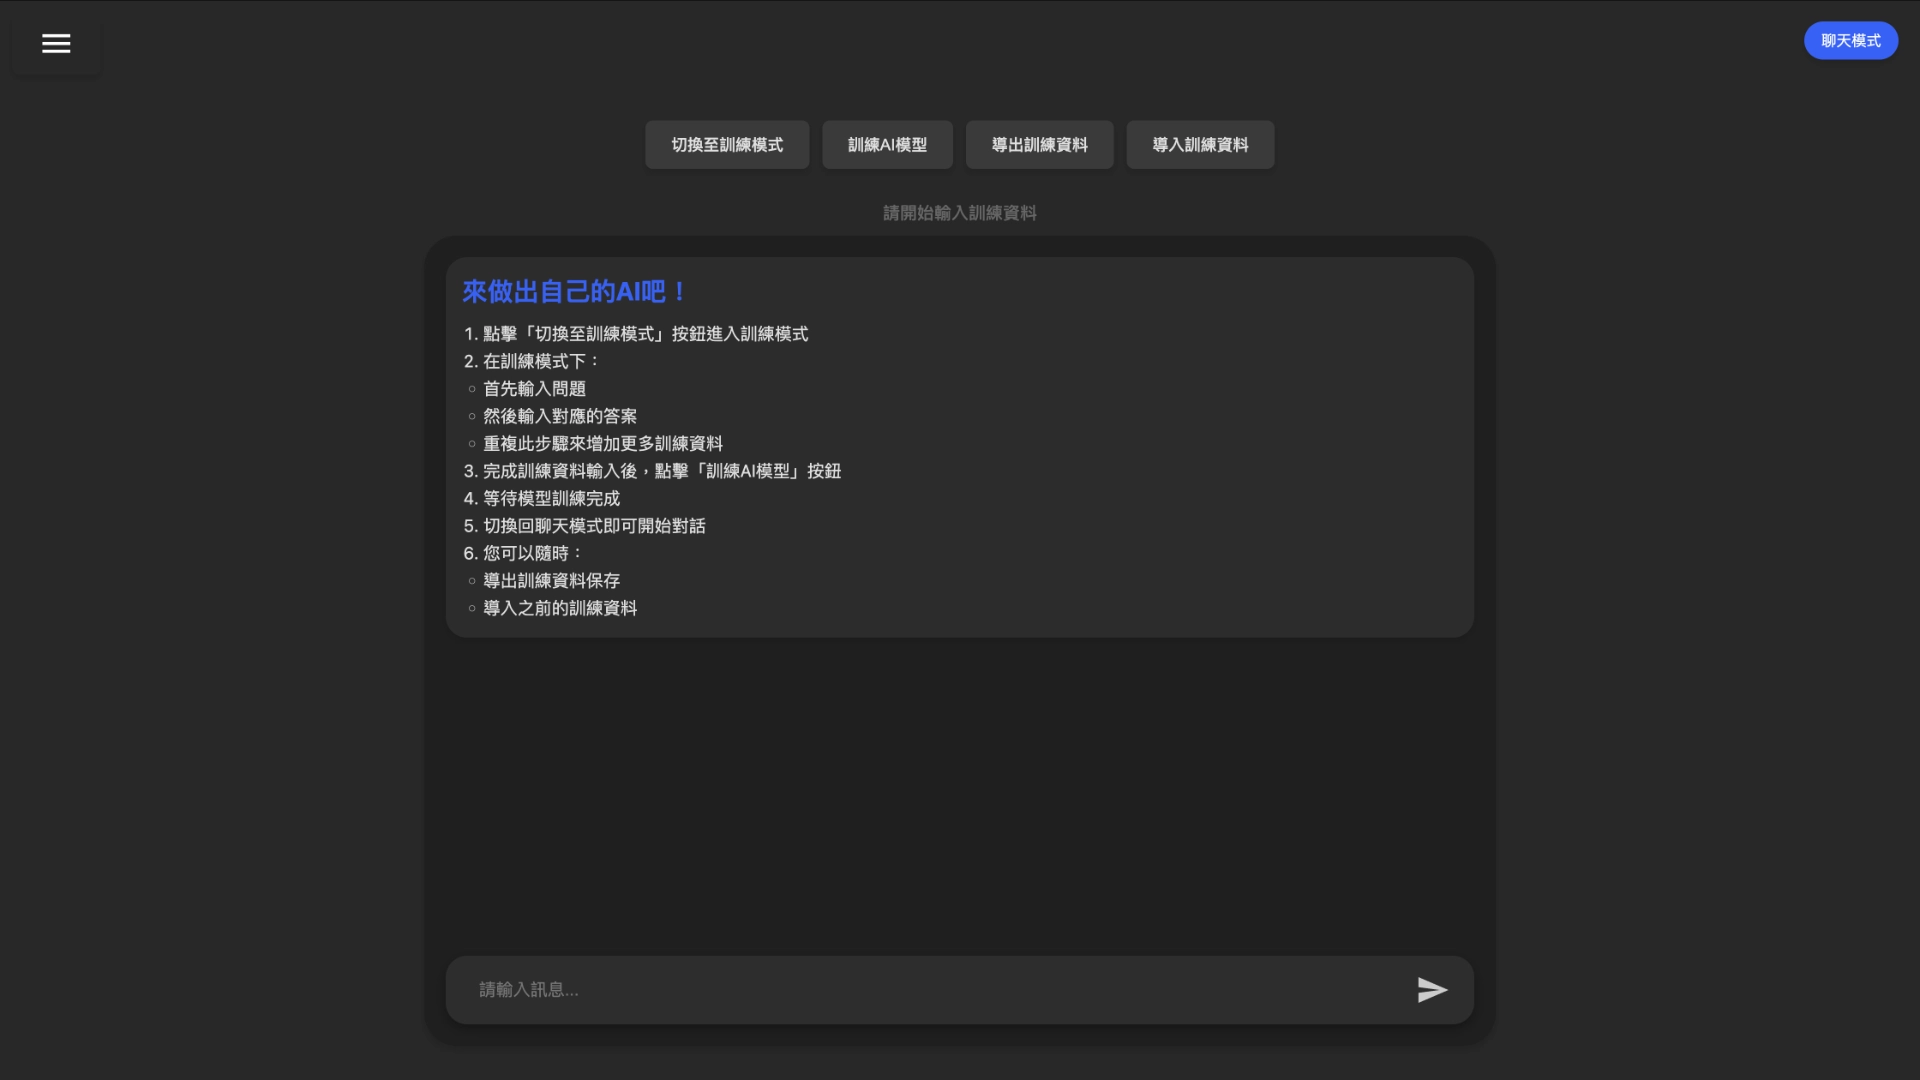 聊天模式
切換至訓練模式
訓練AI模型
導出訓練資料
導入訓練資料
請開始輸入訓練資料
來做出自己的AI吧！
1. 點擊「切換至訓練模式」按鈕進入訓練模式
2. 在訓練模式下：
◦ 首先輸入問題
◦ 然後輸入對應的答案
◦ 重複此步驟來增加更多訓練資料
3. 完成訓練資料輸入後，點擊「訓練AI模型」按鈕
4. 等待模型訓練完成
5. 切換回聊天模式即可開始對話
6. 您可以隨時：
◦ 導出訓練資料保存
◦ 導入之前的訓練資料
請輸入訊息...